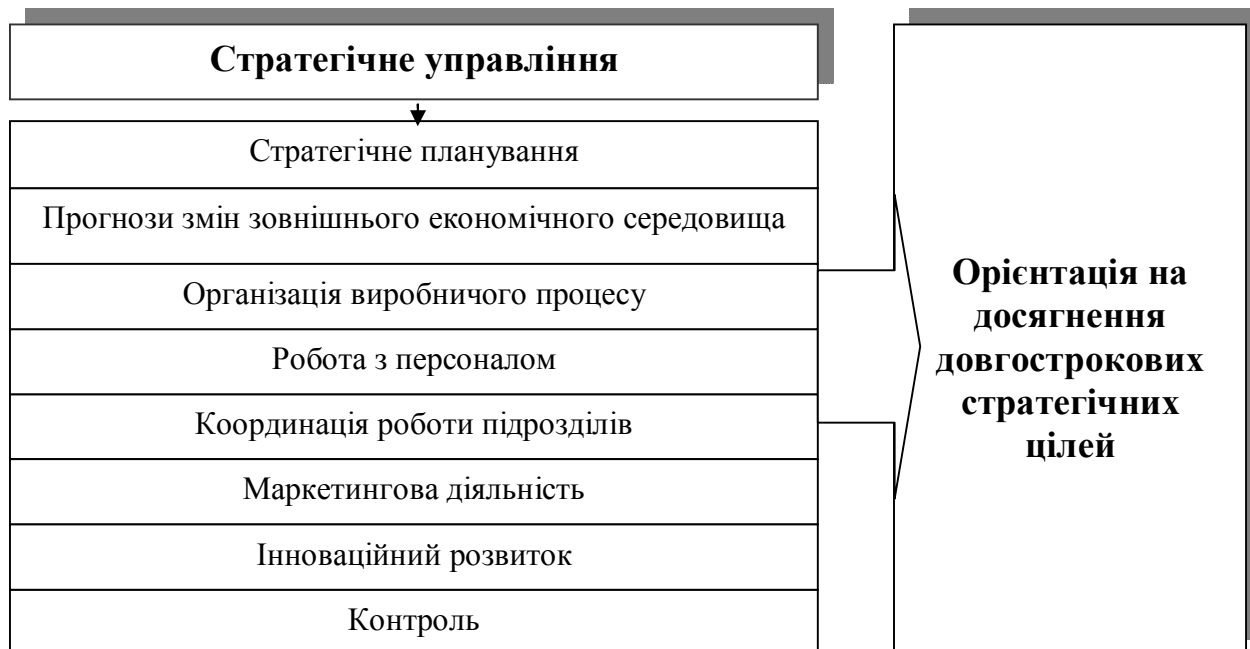 Стратегічне управління
Стратегічне планування
Прогнози змін зовнішнього економічного середовища
Організація виробничого процесу
Робота з персоналом
Координація роботи підрозділів
Маркетингова діяльність
Інноваційний розвиток
Контроль
Орієнтація на
досягнення
довгострокових
стратегічних
цілей